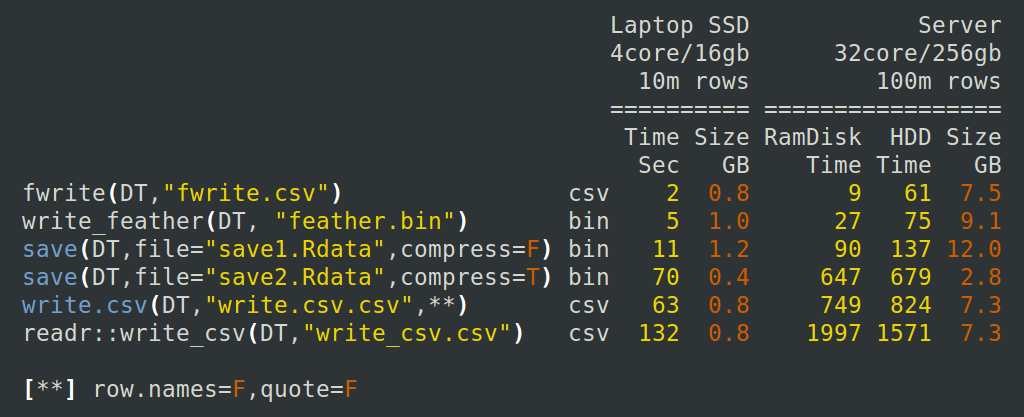 Laptop SSD Server
4core/16gb 32core/256gb
10m rows 100m rows
========== =================
Time Size RamDisk HDD Size
Sec GB Time Time GB
fwrite(DT,"fwrite.csv") csv 2 0.8 9 61 7.5
write_feather(DT, "feather.bin") bin 5 1.0 27 75 9.1
save(DT,file="save1.Rdata",compress=F) bin 11 1.2 90 137 12.0
save(DT,file="save2.Rdata",compress=T) bin 70 0.4 647 679 2.8
write.csv(DT,"write.csv.csv",**) csv 63 0.8 749 824 7.3
readr::write_csv(DT,"write_csv.csv") csv 132 0.8 1997 1571 7.3
[**] row.names=F,quote=F